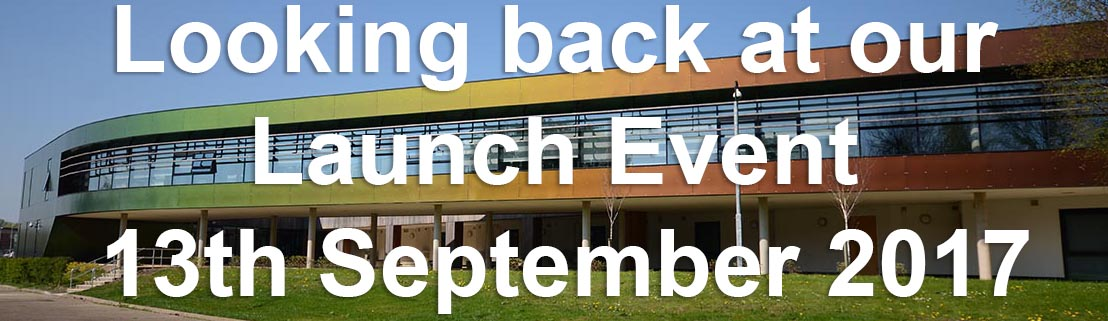 Looking back at our
Launch Event
13th September 2017